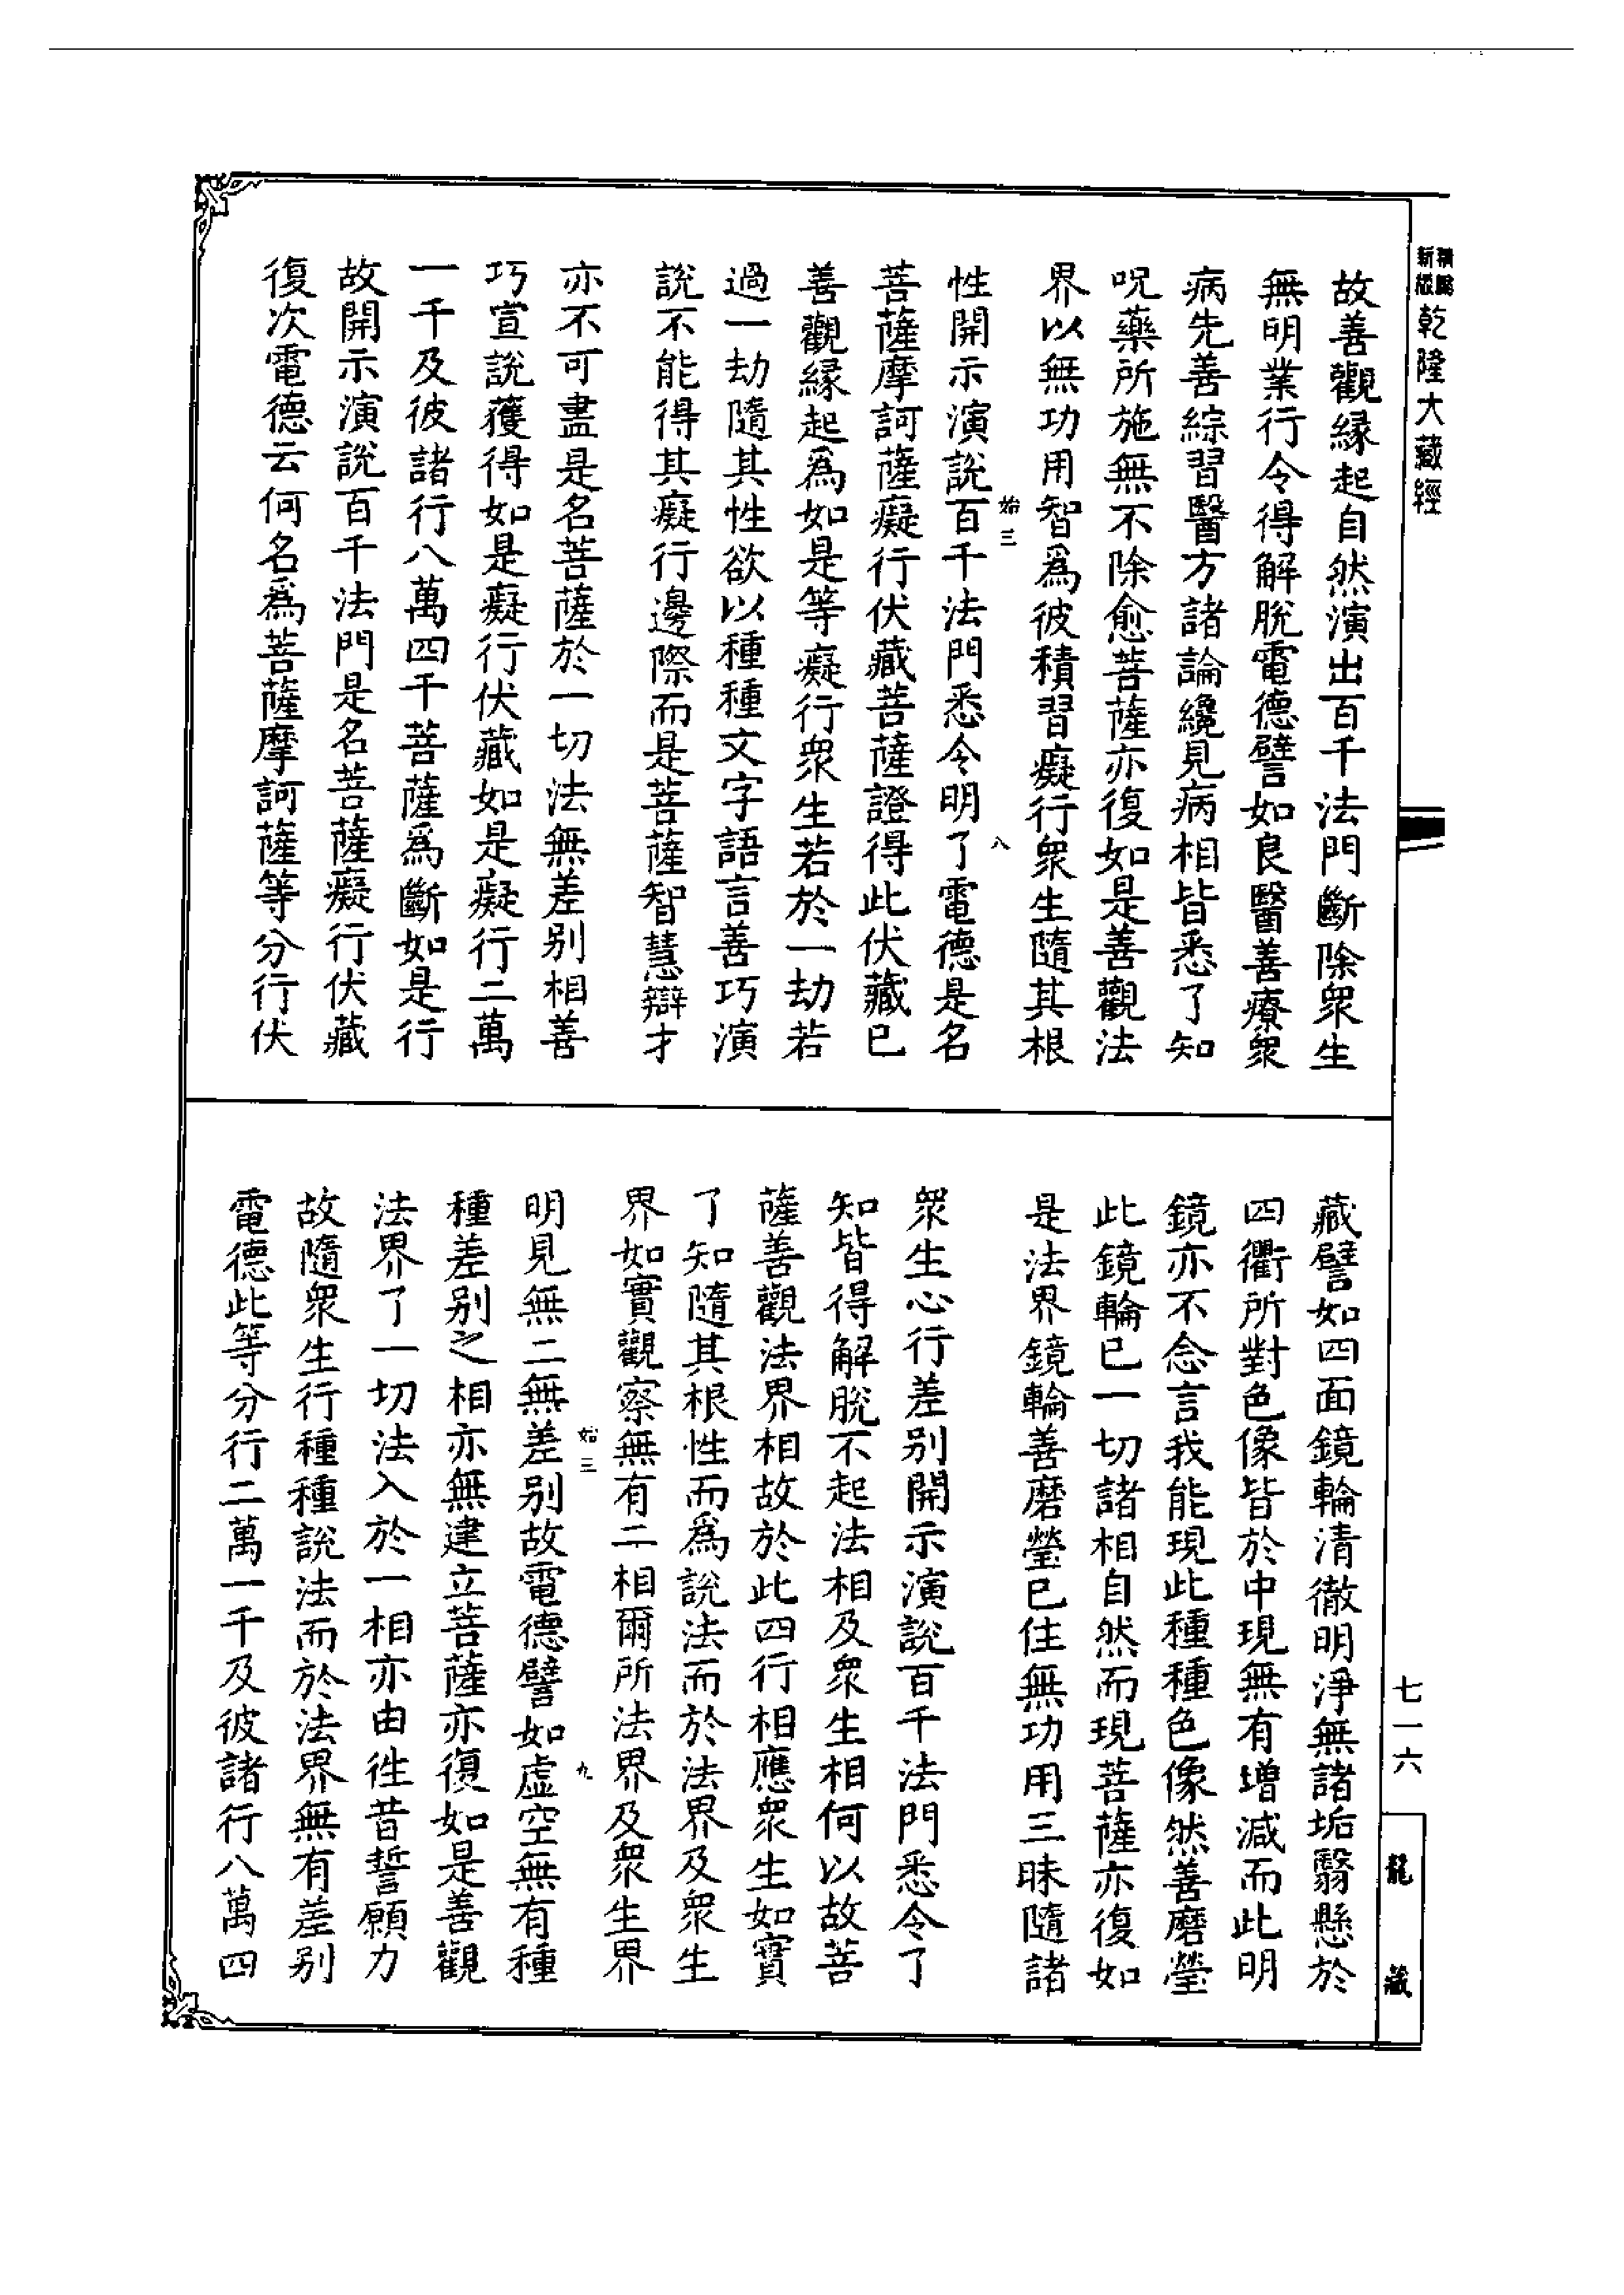 乾隆大藏經
故善觀緣起自然演出百千法門斷除衆生
無明業行令得解脫電德譬如良醫善療衆
病先善綜習醫方諸論纔見病相皆悉了知
呪藥所施無不除愈菩薩亦復如是善觀法
界以無功用智爲彼積習癡行衆生隨其根
始三
八
性開示演說百千法門悉令明了電德是名
菩薩摩訶薩癡行伏藏菩薩證得此伏藏已
善觀緣起爲如是等癡行衆生若於一劫若
過一劫隨其性欲以種種文字語言善巧演
說不能得其癡行邊際而是菩薩智慧辯才
亦不可盡是名菩薩於一切法無差別相善
巧宣說獲得如是癡行伏藏如是癡行二萬
一千及彼諸行八萬四千菩薩爲斷如是行
故開示演說百千法門是名菩薩癡行伏藏
復次電德云何名爲菩薩摩訶薩等分行伏
藏譬如四面鏡輪清徹明淨無諸垢翳懸於
四衢所對色像皆於中現無有增減而此明
鏡亦不念言我能現此種種色像然善磨瑩
此鏡輪已一切諸相自然而現菩薩亦復如
是法界鏡輪善磨瑩已住無功用三昧隨諸
衆生心行差別開示演說百千法門悉令了
知皆得解脫不起法相及衆生相何以故菩
薩善觀法界相故於此四行相應衆生如實
了知隨其根性而爲說法而於法界及衆生
界如實觀察無有二相爾所法界及衆生界
始三
九
明見無二無差別故電德譬如虛空無有種
種差別之相亦無建立菩薩亦復如是善觀
法界了一切法入於一相亦由往昔誓願力
故隨衆生行種種說法而於法界無有差別
電德此等分行二萬一千及彼諸行八萬四
七一六
龍藏